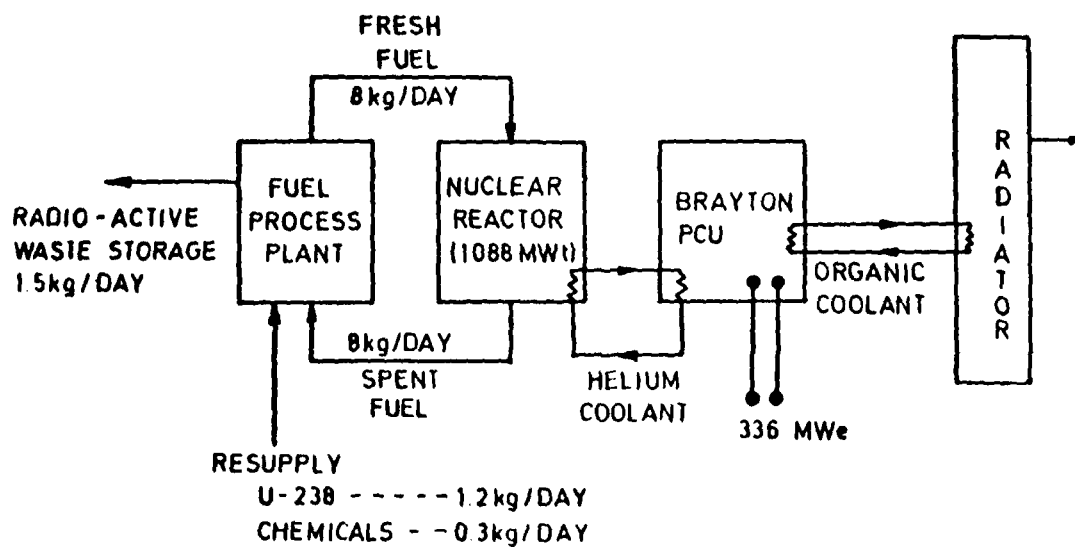 FRESH
FUEL
8kg/DAY
RADIO-ACTIVE
WASTE STORAGE
1.5kg/DAY
FUEL
PROCESS
PLANT
NUCLEAR
REACTOR
(1088 MWt)
BRAYTON
PCU
RADIATOR
ORGANIC
COOLANT
8kg/DAY
SPENT
FUEL
HELIUM
COOLANT
336 MWe
RESUPPLY
U-238 - - - - - 1.2kg/DAY
CHEMICALS - - 0.3kg/DAY